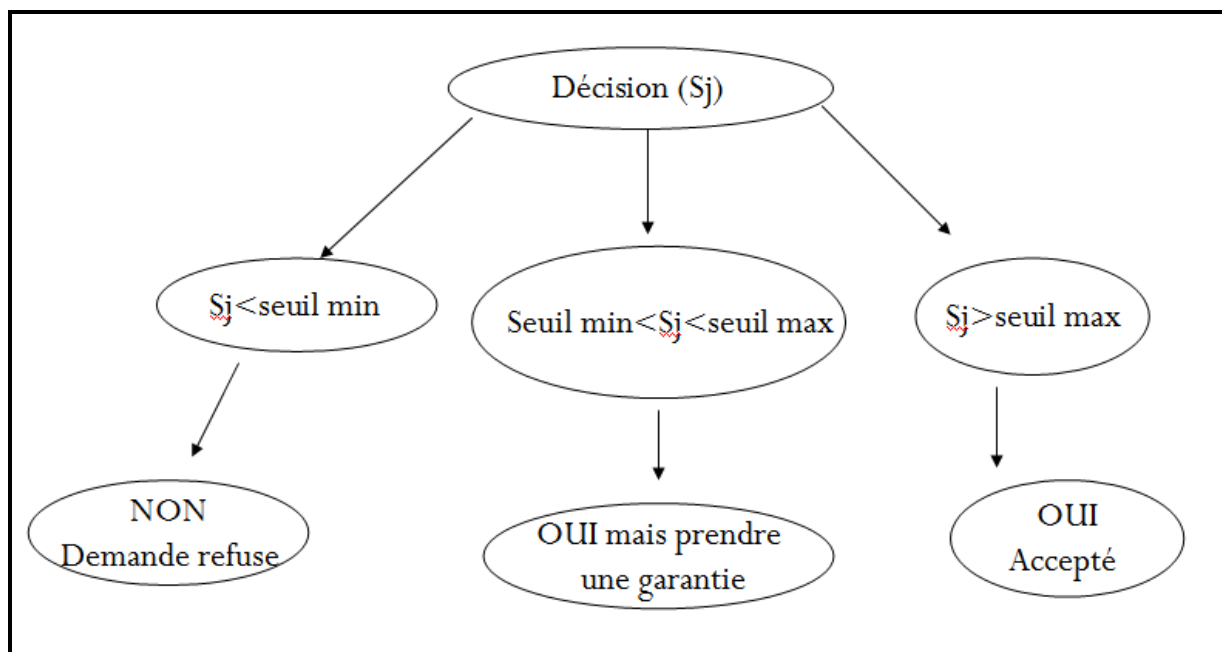 Décision (Sj)
Sj<seuil min
Seuil min<Sj<seuil max
Sj>seuil max
NON
Demande refuse
OUI mais prendre
une garantie
OUI
Accepté